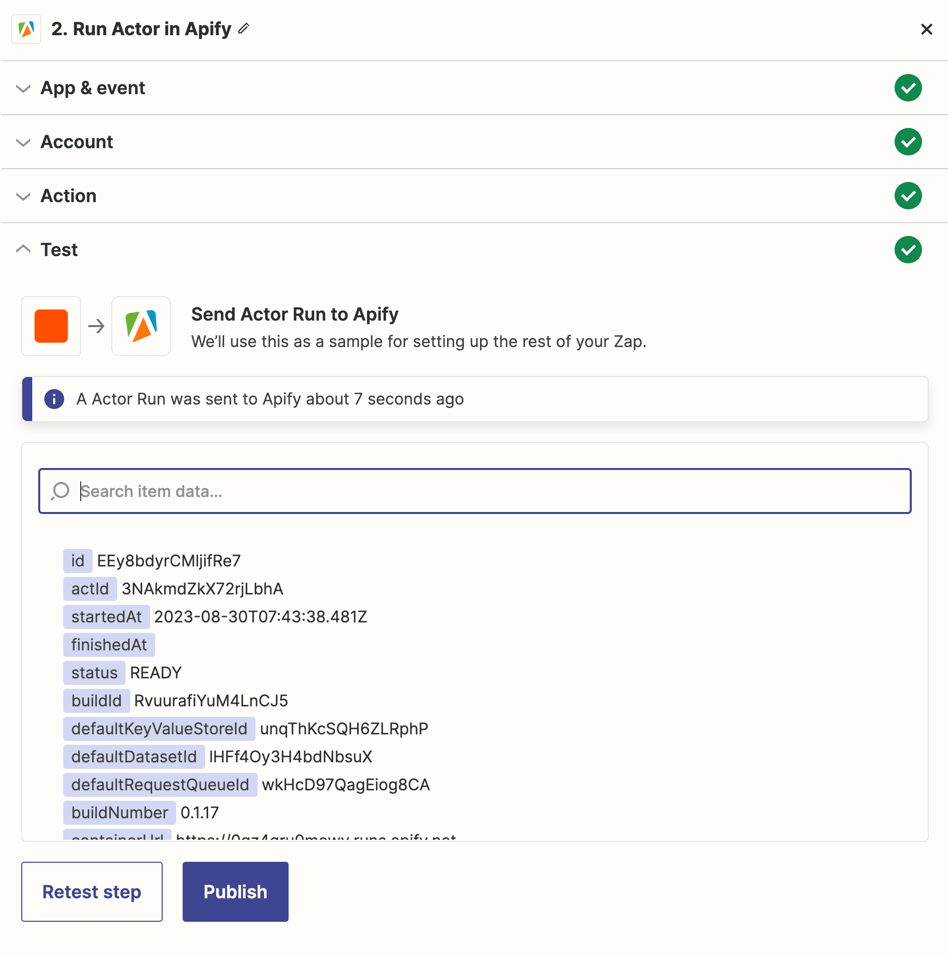 2. Run Actor in Apify
App & event
Account
Action
Test
Send Actor Run to Apify
We'll use this as a sample for setting up the rest of your Zap.
A Actor Run was sent to Apify about 7 seconds ago
Search item data...
id EEy8bdyrCMljifRe7
actId 3NAkmdZkX72rjLbhA
startedAt 2023-08-30T07:43:38.481Z
finishedAt
status READY
buildId RvuurafiYuM4LnCJ5
defaultKeyValueStoreId unqThKcSQH6ZLRphP
defaultDatasetId lHFf4Oy3H4bdNbsuX
defaultRequestQueueId wkHcD97QagEiog8CA
buildNumber 0.1.17
containerUrl
Retest step
Publish